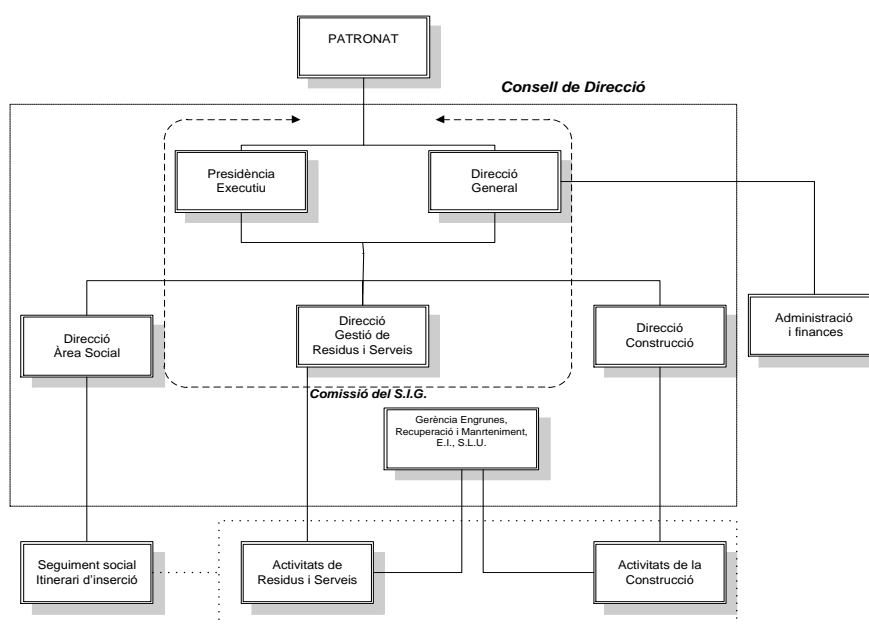 PATRONAT
Consell de Direcció
Presidència
Executiu
Direcció
General
Direcció
Àrea Social
Direcció
Gestió de
Residus i Serveis
Direcció
Construcció
Administració
i finances
Comissió del S.I.G.
Gerència Engrunes,
Recuperació i Manrteniment,
E.I., S.L.U.
Seguiment social
Itinerari d'inserció
Activitats de
Residus i Serveis
Activitats de la
Construcció